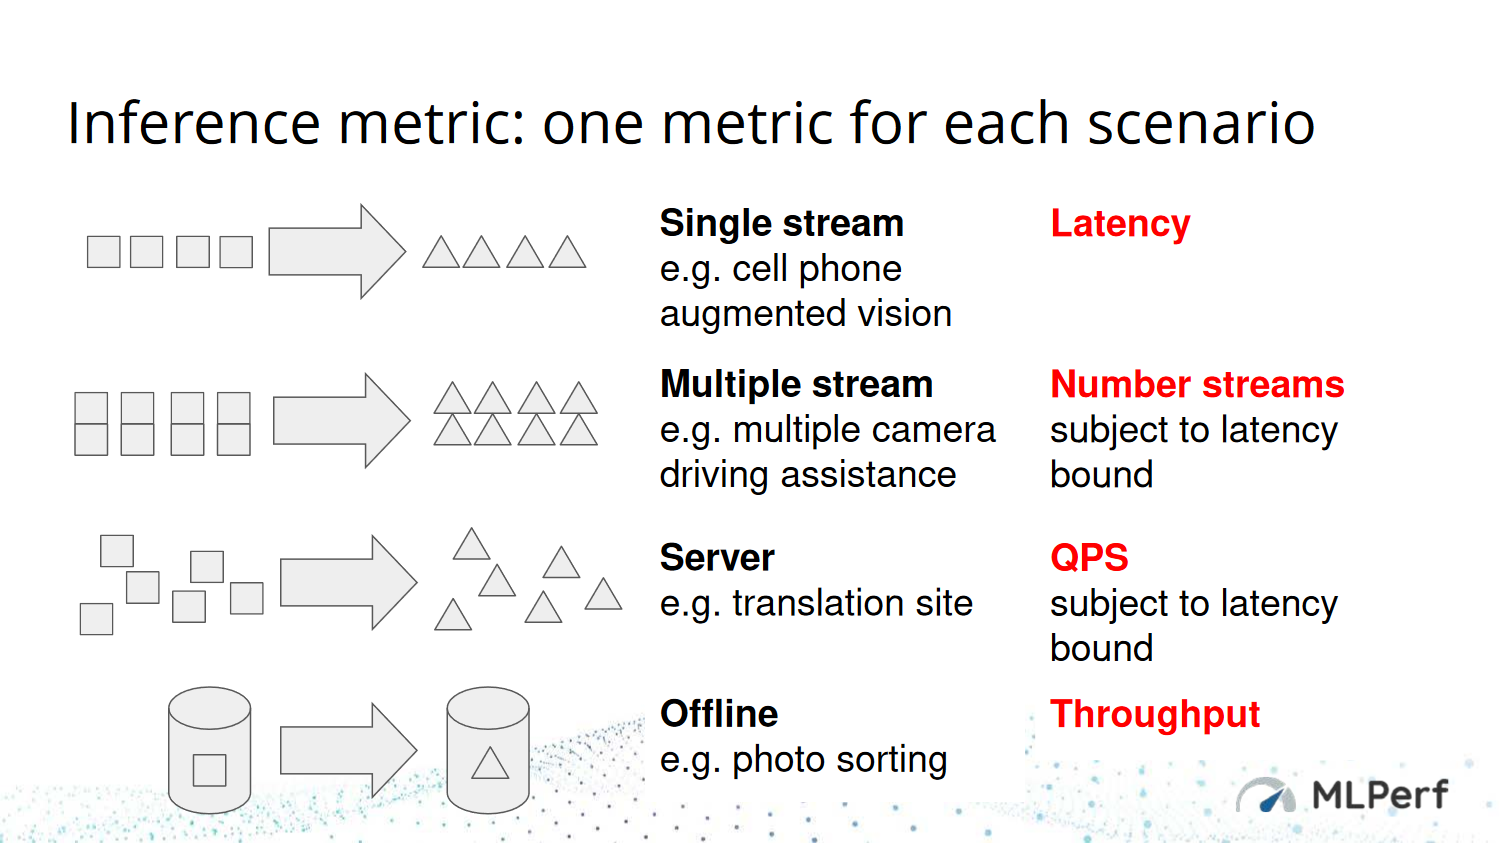 Inference metric: one metric for each scenario
Single stream
e.g. cell phone
augmented vision
Latency
Multiple stream
e.g. multiple camera
driving assistance
Number streams
subject to latency
bound
Server
e.g. translation site
QPS
subject to latency
bound
Offline
e.g. photo sorting
Throughput
MLPerf